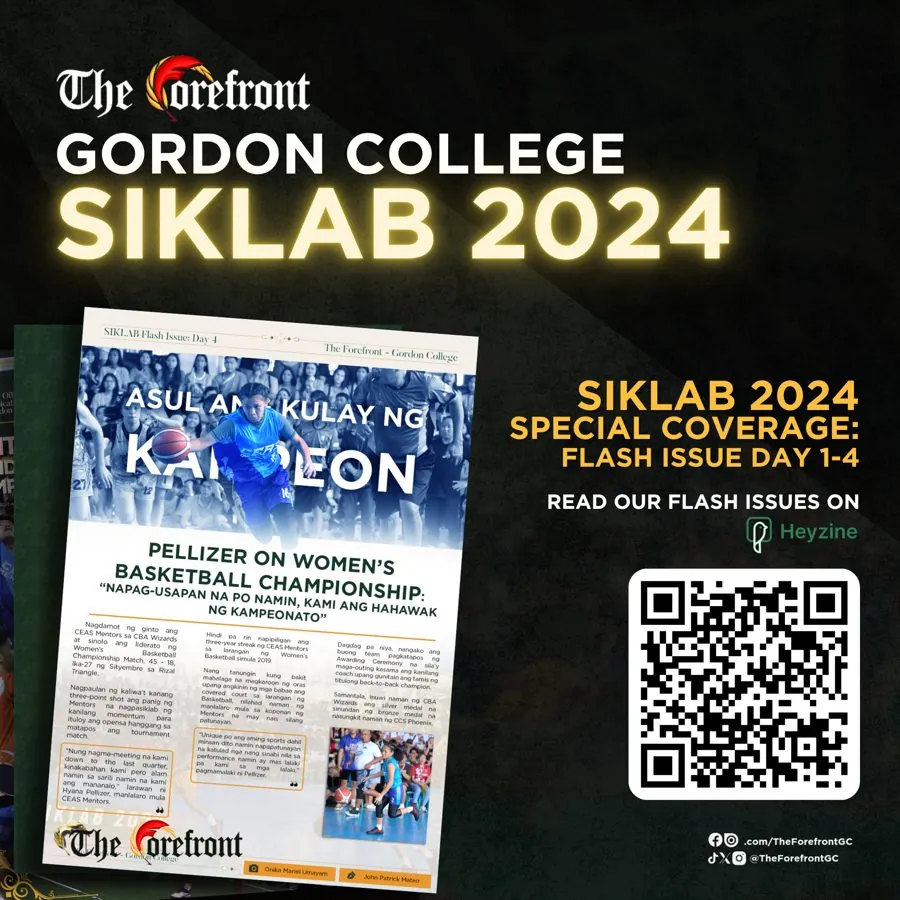 The Forefront
GORDON COLLEGE
SIKLAB 2024
SIKLAB Flash Issue: Day 4
The Forefront - Gordon College
ASUL ANG KULAY NG
KAMPEON
PELLIZER ON WOMEN'S
BASKETBALL CHAMPIONSHIP:
“NAPAG-USAPAN NA PO NAMIN, KAMI ANG HAHAWAK
NG KAMPEONATO”
Nagdamot ng ginto ang
CEAS Mentors sa CBA Wizards
at sinolo ang liderato ng
Women's Basketball
Championship Match, 45 - 18,
ika-27 ng Sityembre sa Rizal
Triangle.
Nagpaulan ng kaliwa't kanang
three-point shot ang panig ng
Mentors na nagpasiklab ng
kanilang momentum para
ituloy ang opensa hanggang sa
matapos ang tournament
match.
"Nung nagme-meeting na kami
down to the last quarter,
kinakabahan kami pero alam
namin sa sarili namin na kami
ang mananalo," larawan ni
Hyana Pellizer, manlalaro mula
CEAS Mentors.
Hindi pa rin napipiligan ang
three-year streak ng CEAS Mentors
sa larangan ng Women's
Basketball simula 2019.
Nang tanungin kung bakit
mahalaga na magkaroon ng oras
upang angkinin ng mga babae ang
covered court sa larangan ng
Basketball, nilahad naman ng
manlalaro mula sa koponan ng
Mentors na may nais silang
patunayan.
"Unique po ang aming sports dahil
minsan dito namin napapatunayan
na katulad nga nang sinabi nila sa
performance namin ay mas lalake
pa kami sa mga lalaki,"
pagmamalaki ni Pellizer.
Dagdag pa niya, nangako ang
buong team pagkatapos ng
Awarding Ceremony na sila'y
maga-outing kasama ang kanilang
coach upang gunitain ang tamis ng
titulong back-to-back champion.
Samantala, inuwi naman ng CBA
Wizards ang silver medal na
sinundan ng bronze medal na
nasungkit naman ng CCS Phoenix.
The Forefront
Gordon College
Onika Mariel Umayam
John Patrick Mateo
SIKLAB 2024
SPECIAL COVERAGE:
FLASH ISSUE DAY 1-4
READ OUR FLASH ISSUES ON
Heyzine
.com/TheForefrontGC
@TheForefrontGC